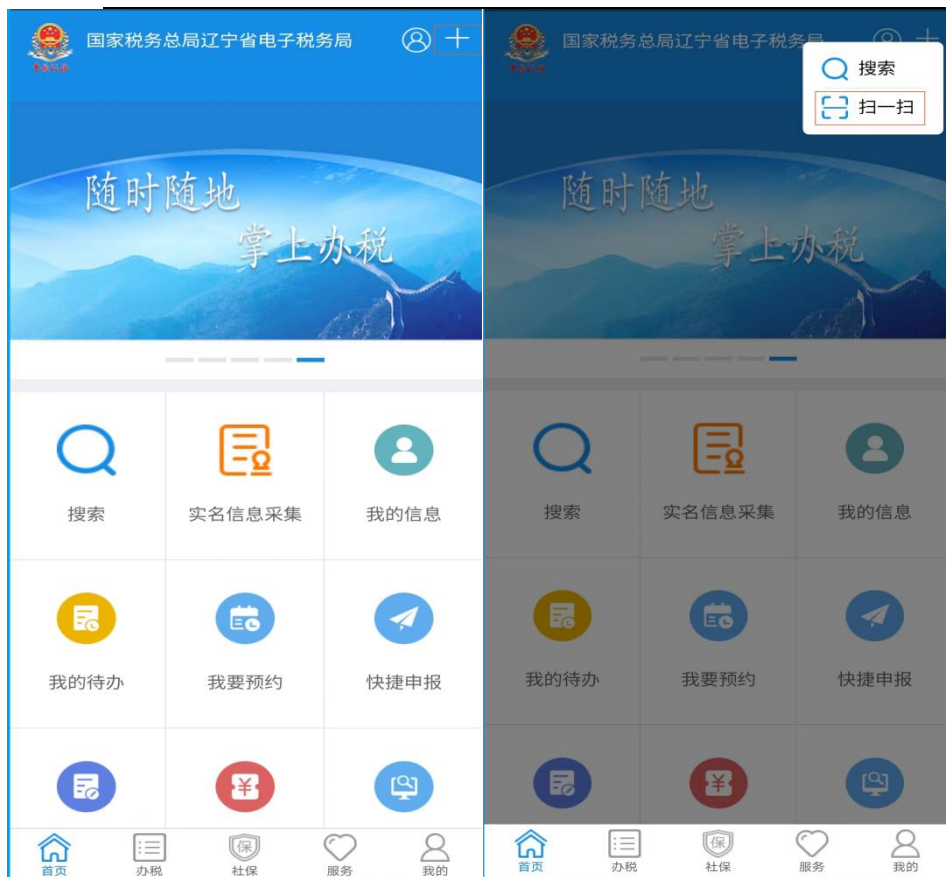 国家税务总局辽宁省电子税务局
随时随地
掌上办税
搜索
实名信息采集
我的信息
我的待办
我要预约
快捷申报
首页
办税
保
社保
服务
我的
国家税务总局辽宁省电子税务局
搜索
扫一扫
随时随地
掌上办税
搜索
实名信息采集
我的信息
我的待办
我要预约
快捷申报
首页
办税
保
社保
服务
我的